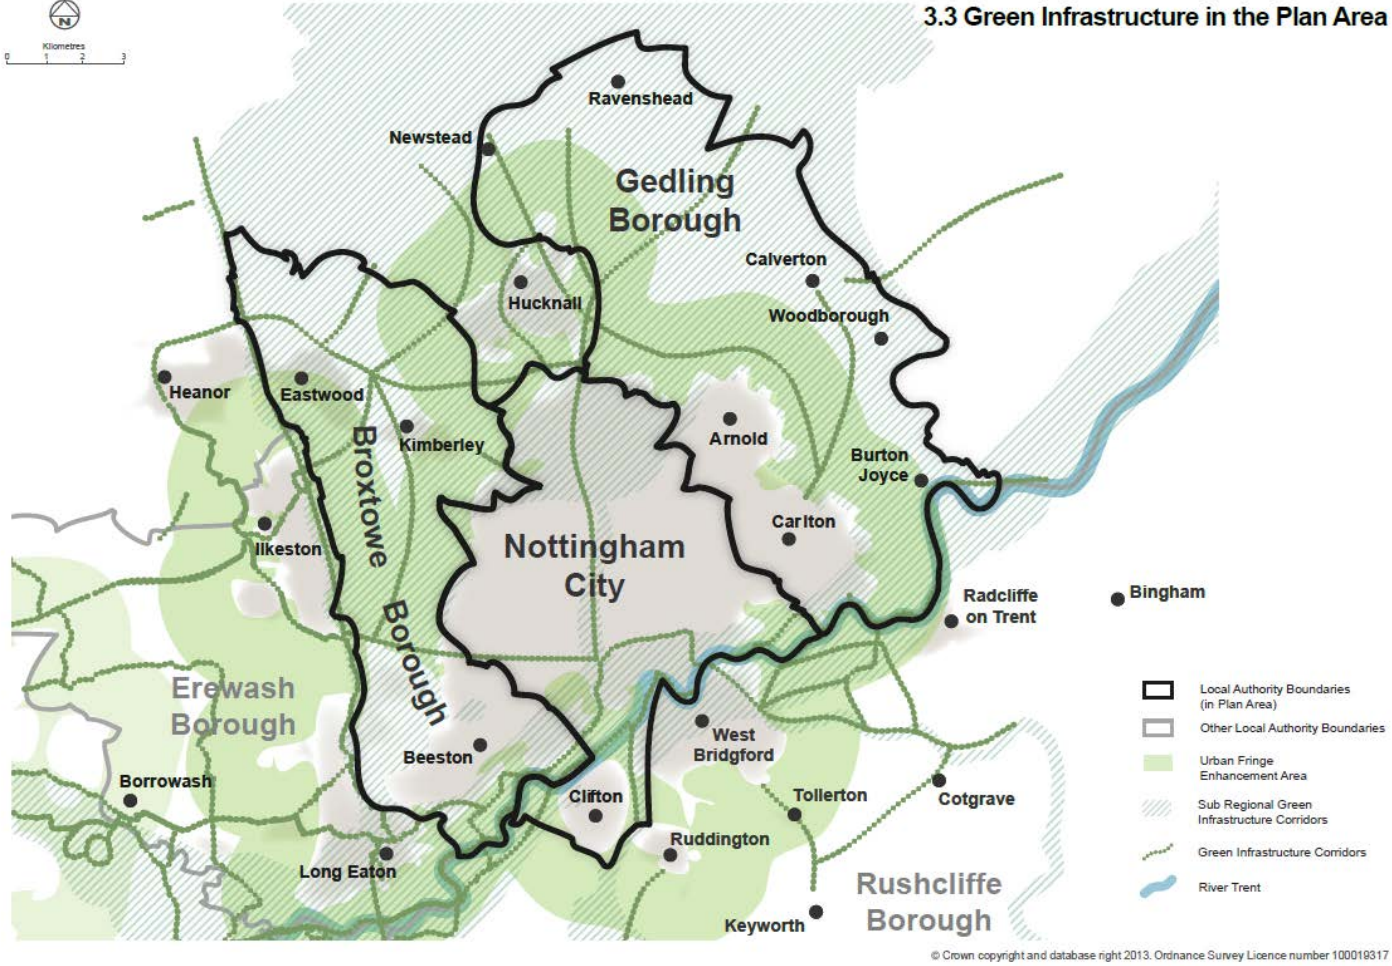 3.3 Green Infrastructure in the Plan Area
N
Kilometres
0 1 2 3
Ravenshead
Newstead
Gedling
Borough
Calverton
Hucknall
Woodborough
Heanor
Eastwood
Arnold
Kimberley
Broxtowe
Borough
Burton
Joyce
Carlton
Ilkeston
Nottingham
City
Radcliffe
on Trent
Bingham
Erewash
Borough
West
Bridgford
Beeston
Borrowash
Clifton
Tollerton
Cotgrave
Ruddington
Long Eaton
Rushcliffe
Borough
Keyworth
Local Authority Boundaries
(in Plan Area)
Other Local Authority Boundaries
Urban Fringe
Enhancement Area
Sub Regional Green
Infrastructure Corridors
Green Infrastructure Corridors
River Trent
© Crown copyright and database right 2013. Ordnance Survey Licence number 100019317